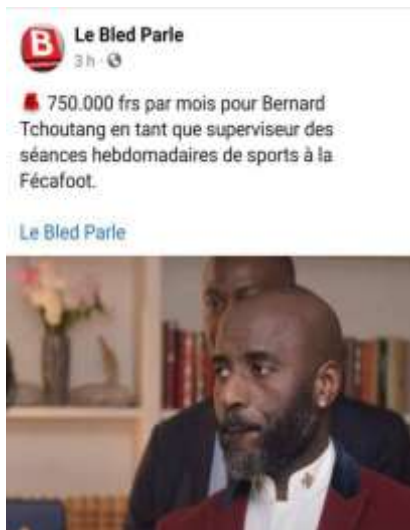 B
Le Bled Parle
3 h
750.000 frs par mois pour Bernard
Tchoutang en tant que superviseur des
séances hebdomadaires de sports à la
Fécafoot.
Le Bled Parle